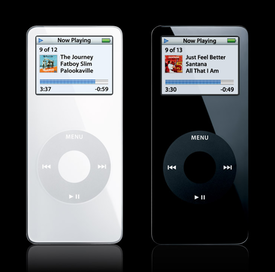 Now Playing
9 of 12
The Journey
Fatboy Slim
Palookaville
3:37
-0:59
MENU
Now Playing
9 of 13
Just Feel Better
Santana
All That I Am
3:30
-0:49
MENU